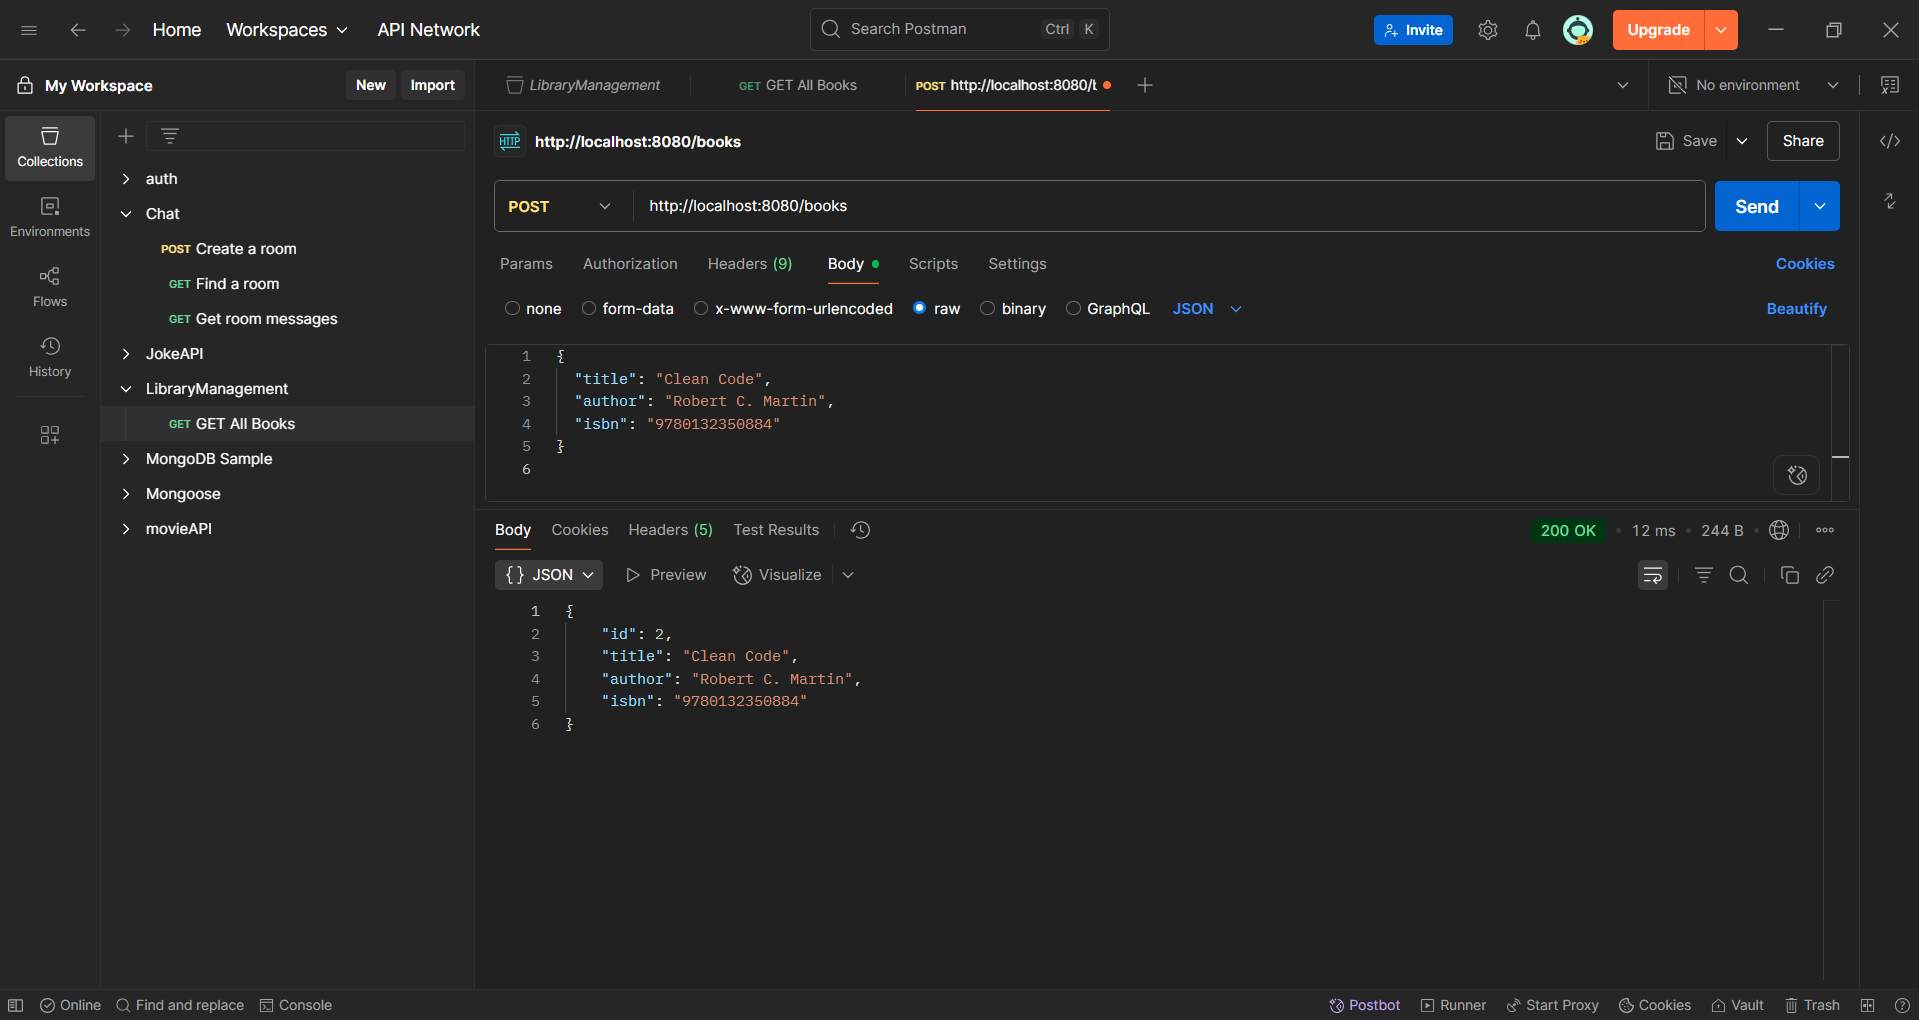 Home Workspaces API Network Search Postman Ctrl K Invite Upgrade
My Workspace New Import LibraryManagement GET GET All Books POST http://localhost:8080/b No environment
Collections
Environments
Flows
History
auth
Chat
POST Create a room
GET Find a room
GET Get room messages
JokeAPI
LibraryManagement
GET GET All Books
MongoDB Sample
Mongoose
movieAPI
HTTP http://localhost:8080/books Save Share
POST http://localhost:8080/books Send
Params Authorization Headers (9) Body Scripts Settings Cookies
none form-data x-www-form-urlencoded raw binary GraphQL JSON Beautify
1 {
2 "title": "Clean Code",
3 "author": "Robert C. Martin",
4 "isbn": "9780132350884"
5 }
6
Body Cookies Headers (5) Test Results 200 OK • 12 ms • 244 B •
{} JSON Preview Visualize
1 {
2 "id": 2,
3 "title": "Clean Code",
4 "author": "Robert C. Martin",
5 "isbn": "9780132350884"
6 }
Online Find and replace Console Postbot Runner Start Proxy Cookies Vault Trash